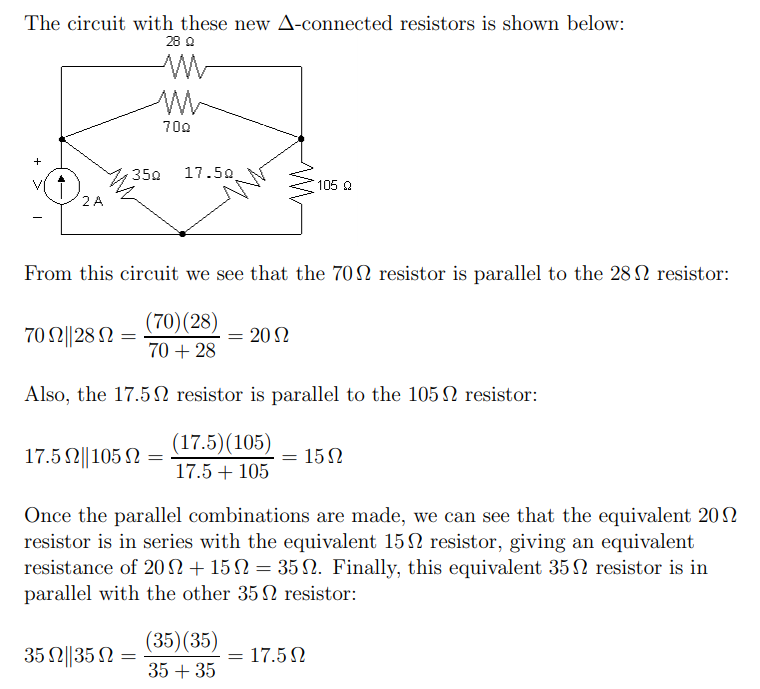 The circuit with these new Δ-connected resistors is shown below:
28 Ω
70Ω
+
35Ω 17.5Ω
V
105 Ω
2 A
−
From this circuit we see that the 70 Ω resistor is parallel to the 28 Ω resistor:
70 Ω||28 Ω = (70)(28) / 70 + 28 = 20 Ω
Also, the 17.5 Ω resistor is parallel to the 105 Ω resistor:
17.5 Ω||105 Ω = (17.5)(105) / 17.5 + 105 = 15 Ω
Once the parallel combinations are made, we can see that the equivalent 20 Ω
resistor is in series with the equivalent 15 Ω resistor, giving an equivalent
resistance of 20 Ω + 15 Ω = 35 Ω. Finally, this equivalent 35 Ω resistor is in
parallel with the other 35 Ω resistor:
35 Ω||35 Ω = (35)(35) / 35 + 35 = 17.5 Ω